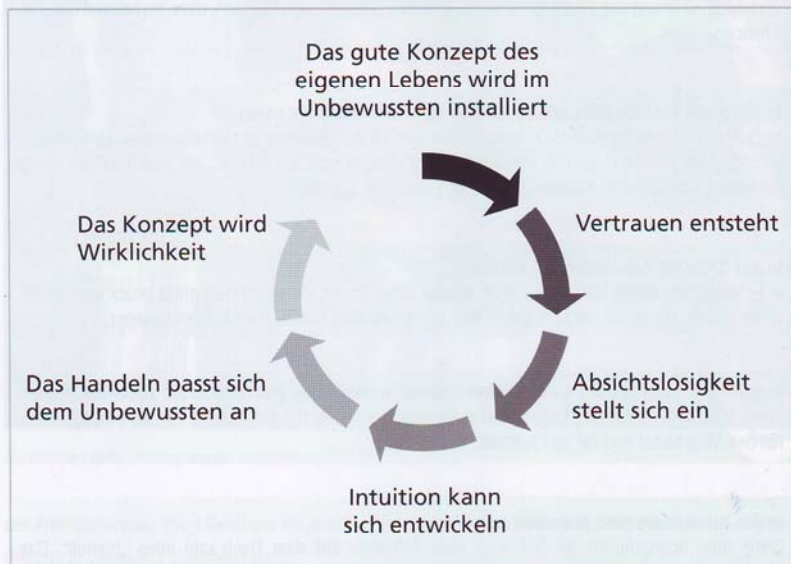 Das gute Konzept des
eigenen Lebens wird im
Unbewussten installiert
Vertrauen entsteht
Absichtslosigkeit
stellt sich ein
Intuition kann
sich entwickeln
Das Handeln passt sich
dem Unbewussten an
Das Konzept wird
Wirklichkeit